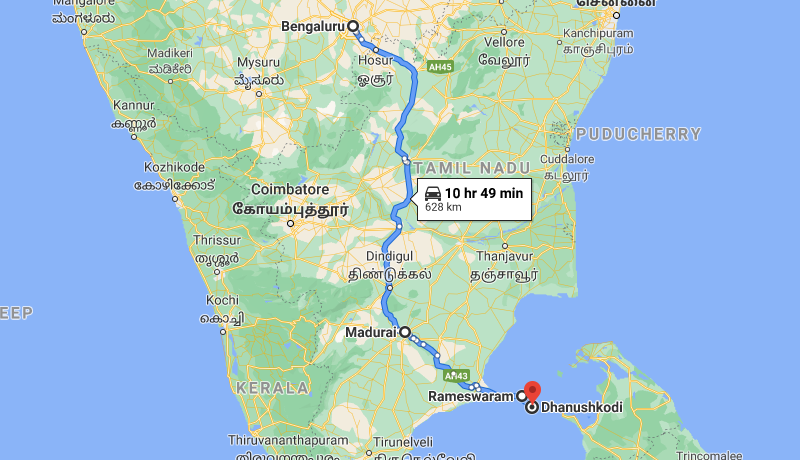 Mangalore
மங்களூர்
Bengaluru
சென்னை
Kanchipuram
காஞ்சிபுரம்
Vellore
வேலூர்
Madikeri
ಮಡಿಕೇರಿ
Mysuru
ಮೈಸೂರು
Hosur
ஓசூர்
AH45
Kannur
കണ്ണൂർ
PUDUCHERRY
Kozhikode
കോഴിക്കോട്
TAMIL NADU
Cuddalore
கடலூர்
Coimbatore
கோயம்புத்தூர்
10 hr 49 min
628 km
Thrissur
തൃശ്ശൂർ
Dindigul
திண்டுக்கல்
Thanjavur
தஞ்சாவூர்
Kochi
കൊച്ചി
EEP
Madurai
AH43
KERALA
Rameswaram
Dhanushkodi
Thiruvananthapuram
Tirunelveli
Trincomalee